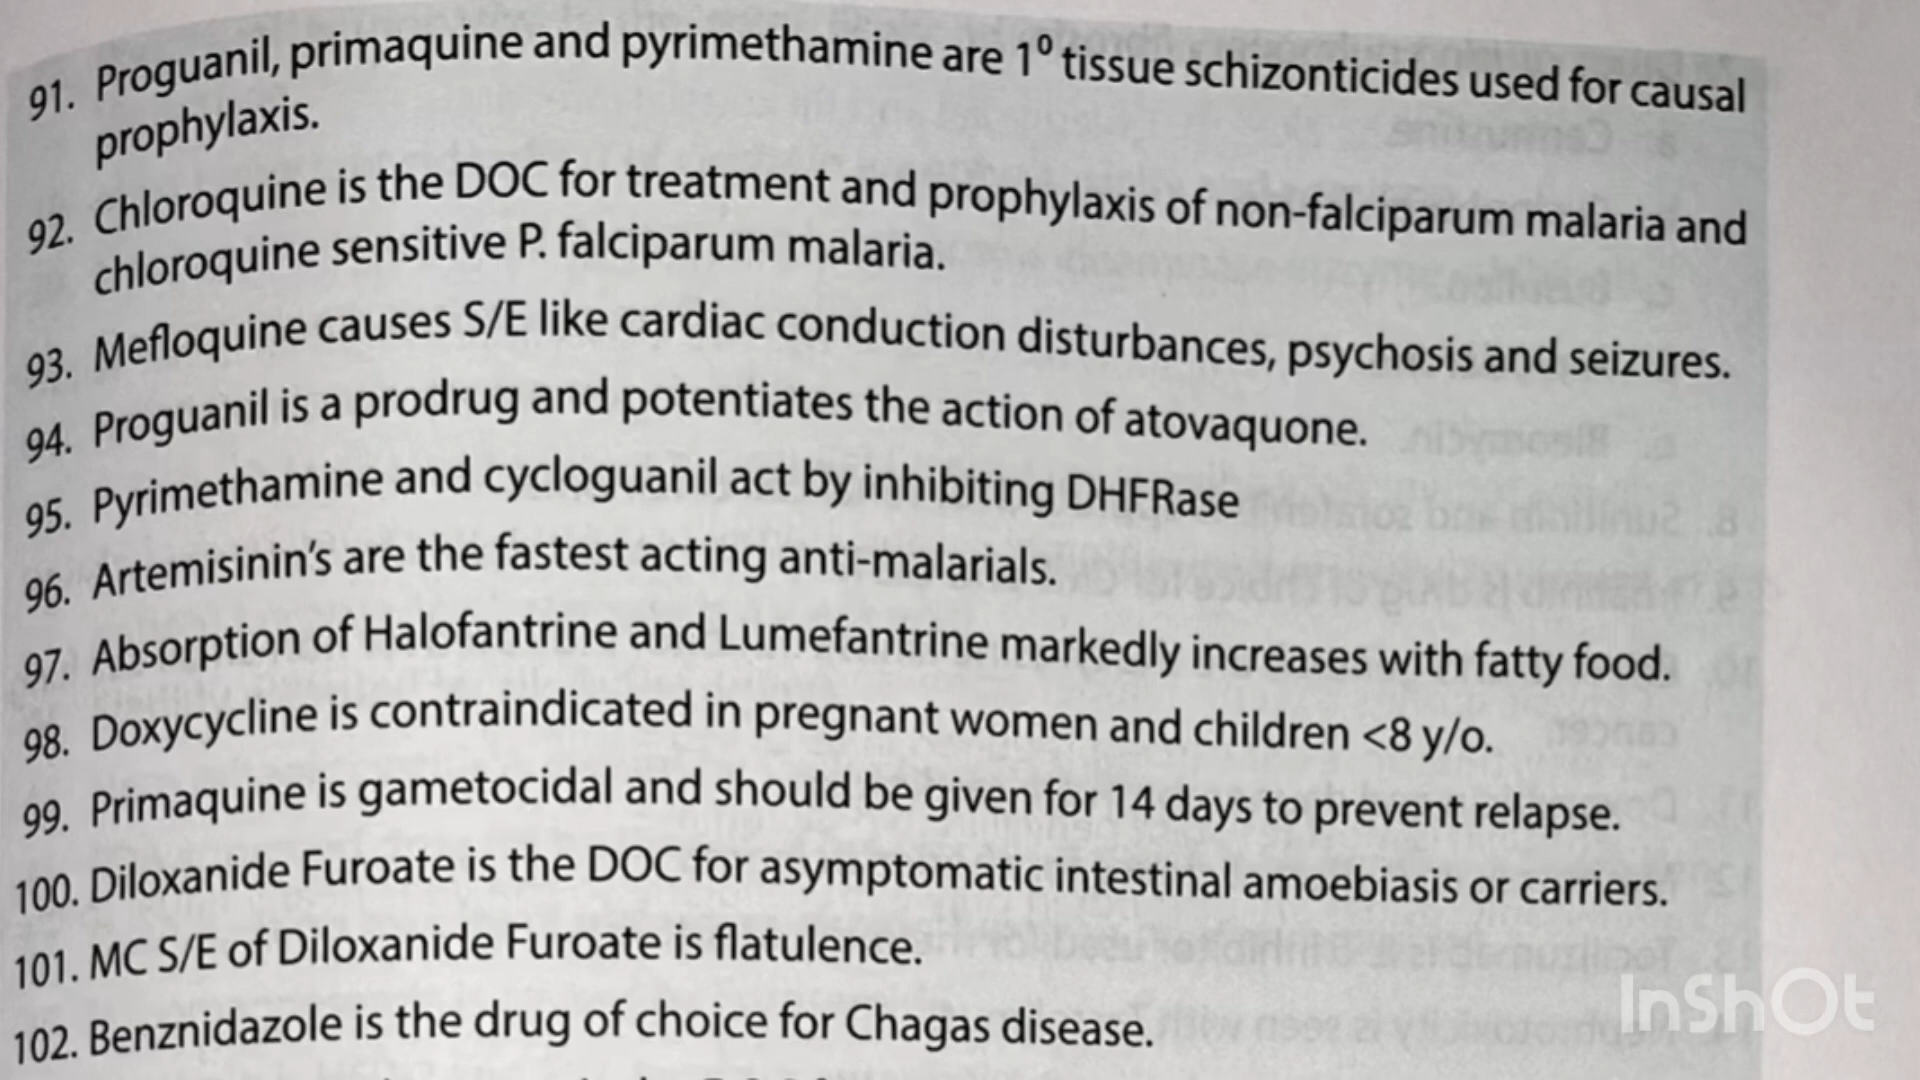 91. Proguanil, primaquine and pyrimethamine are 1⁰ tissue schizonticides used for causal
prophylaxis.
92. Chloroquine is the DOC for treatment and prophylaxis of non-falciparum malaria and
chloroquine sensitive P. falciparum malaria.
93. Mefloquine causes S/E like cardiac conduction disturbances, psychosis and seizures.
94. Proguanil is a prodrug and potentiates the action of atovaquone.
95. Pyrimethamine and cycloguanil act by inhibiting DHFRase
96. Artemisinin's are the fastest acting anti-malarials.
97. Absorption of Halofantrine and Lumefantrine markedly increases with fatty food.
98. Doxycycline is contraindicated in pregnant women and children <8 y/o.
99. Primaquine is gametocidal and should be given for 14 days to prevent relapse.
100. Diloxanide Furoate is the DOC for asymptomatic intestinal amoebiasis or carriers.
101. MC S/E of Diloxanide Furoate is flatulence.
102. Benznidazole is the drug of choice for Chagas disease.
InShOt